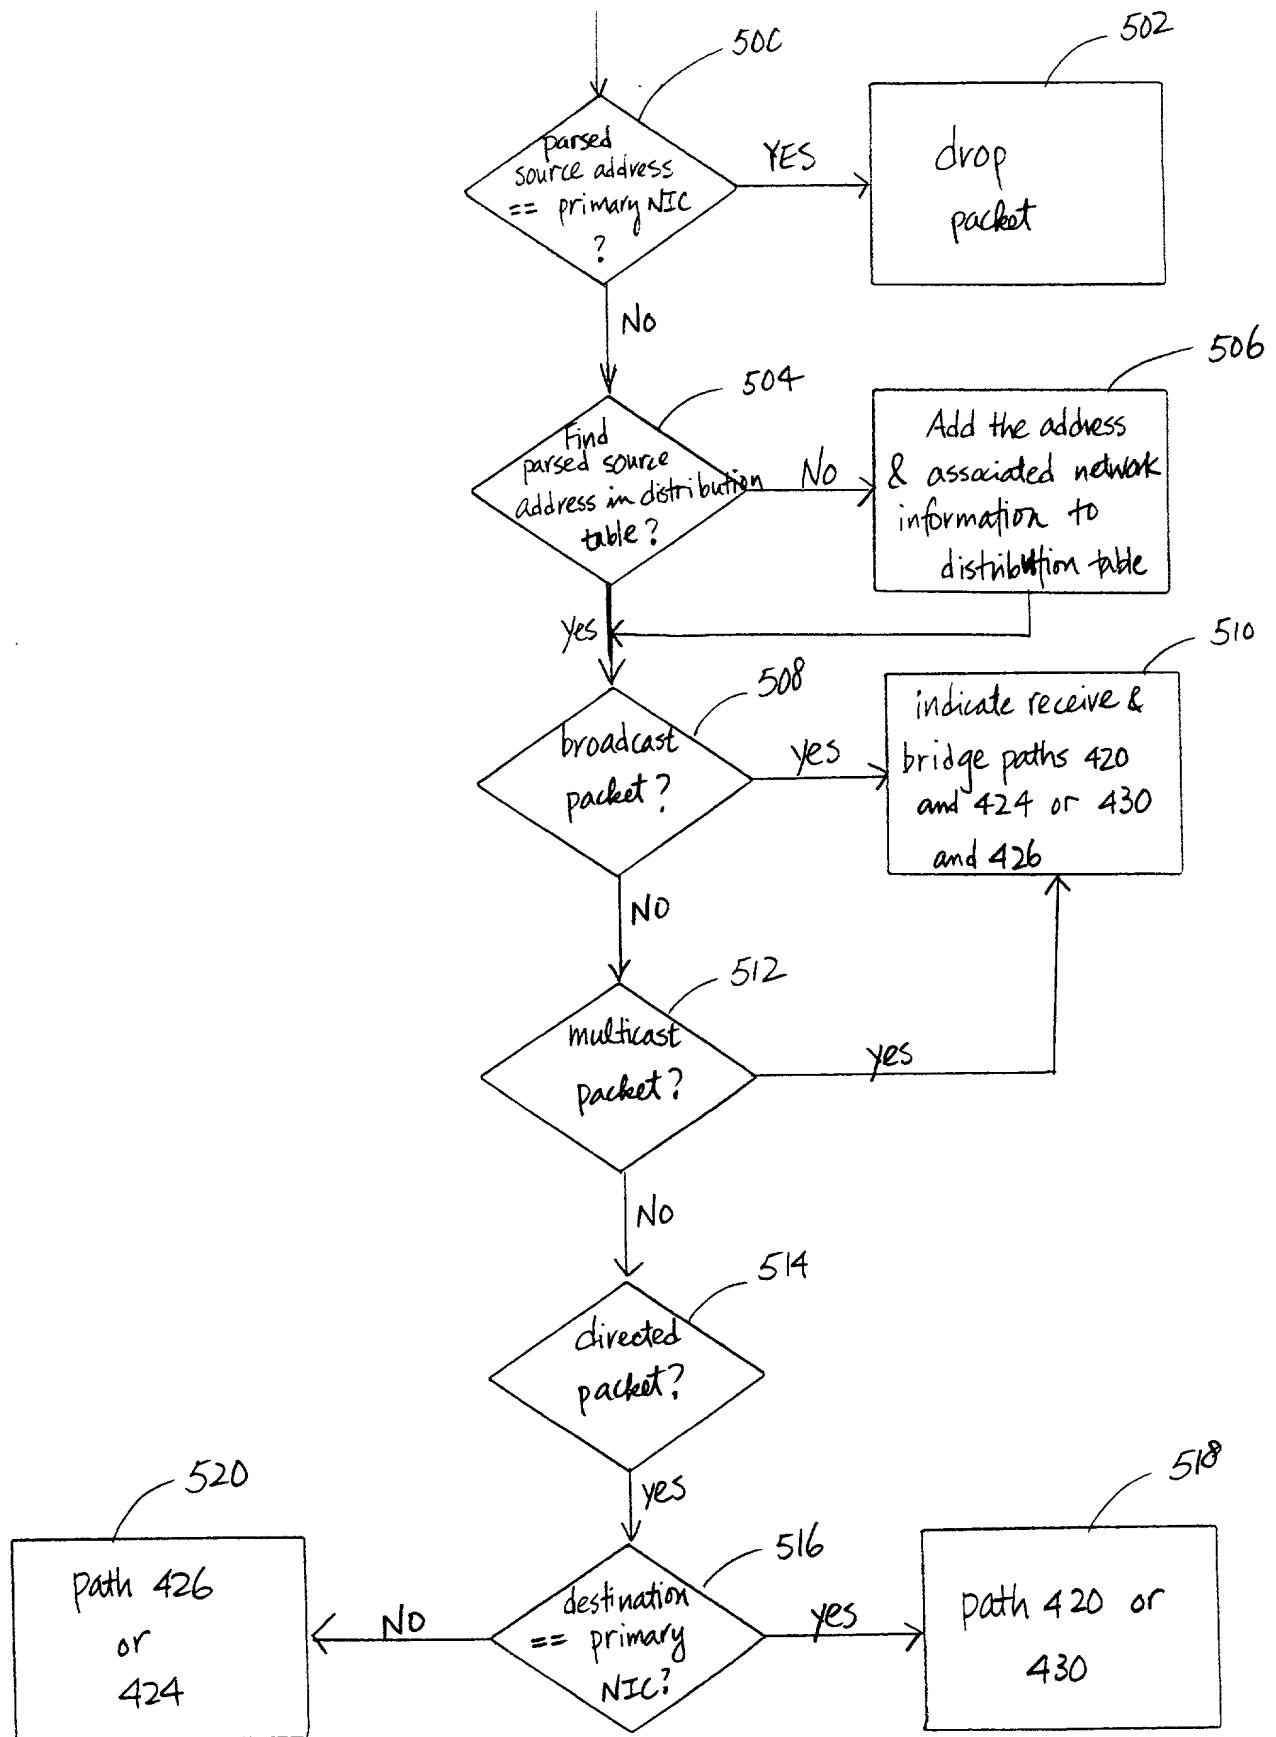 500
502
parsed
source address
== primary NIC
?
YES
drop
packet
No
504
506
Find
parsed source
address in distribution
table?
No
Add the address
& associated network
information to
distribution table
yes
508
510
broadcast
packet?
yes
indicate receive &
bridge paths 420
and 424 or 430
and 426
NO
512
multicast
packet?
yes
NO
514
directed
packet?
yes
520
516
518
path 426
or
424
NO
destination
== primary
NIC?
yes
path 420 or
430